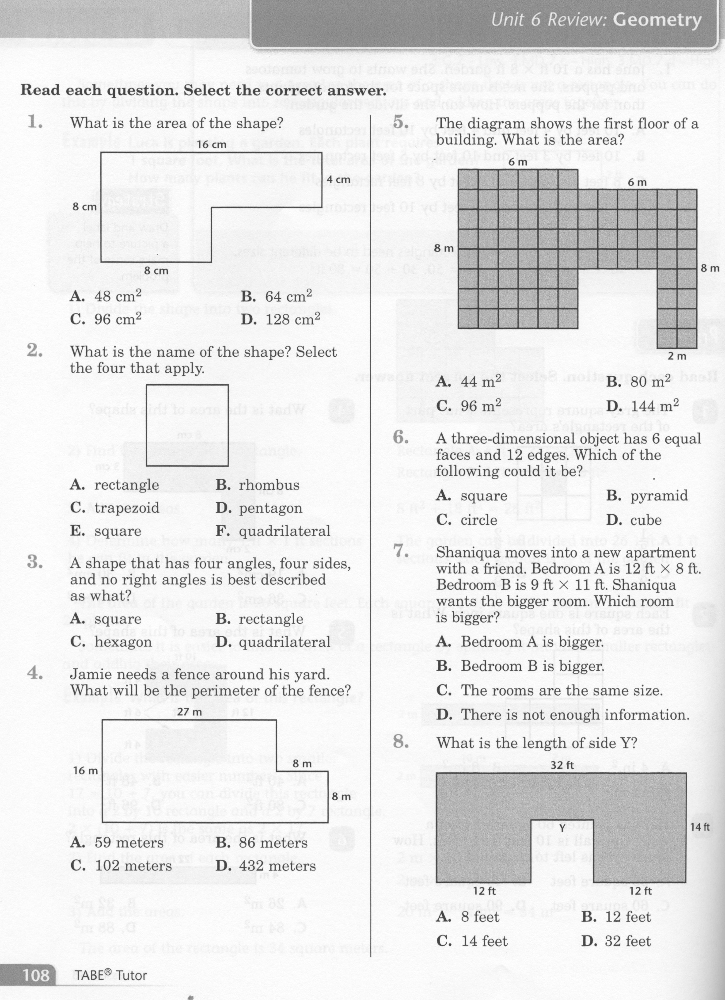 Unit 6 Review: Geometry
Read each question. Select the correct answer.
1. What is the area of the shape?
16 cm
4 cm
8 cm
8 cm
A. 48 cm² B. 64 cm²
C. 96 cm² D. 128 cm²
2. What is the name of the shape? Select
the four that apply.
A. rectangle B. rhombus
C. trapezoid D. pentagon
E. square F. quadrilateral
3. A shape that has four angles, four sides,
and no right angles is best described
as what?
A. square B. rectangle
C. hexagon D. quadrilateral
4. Jamie needs a fence around his yard.
What will be the perimeter of the fence?
27 m
8 m
16 m
8 m
A. 59 meters B. 86 meters
C. 102 meters D. 432 meters
5. The diagram shows the first floor of a
building. What is the area?
6 m
6 m
8 m
8 m
2 m
A. 44 m² B. 80 m²
C. 96 m² D. 144 m²
6. A three-dimensional object has 6 equal
faces and 12 edges. Which of the
following could it be?
A. square B. pyramid
C. circle D. cube
7. Shaniqua moves into a new apartment
with a friend. Bedroom A is 12 ft × 8 ft.
Bedroom B is 9 ft × 11 ft. Shaniqua
wants the bigger room. Which room
is bigger?
A. Bedroom A is bigger.
B. Bedroom B is bigger.
C. The rooms are the same size.
D. There is not enough information.
8. What is the length of side Y?
32 ft
Y
14 ft
12 ft 12 ft
A. 8 feet B. 12 feet
C. 14 feet D. 32 feet
108 TABE® Tutor